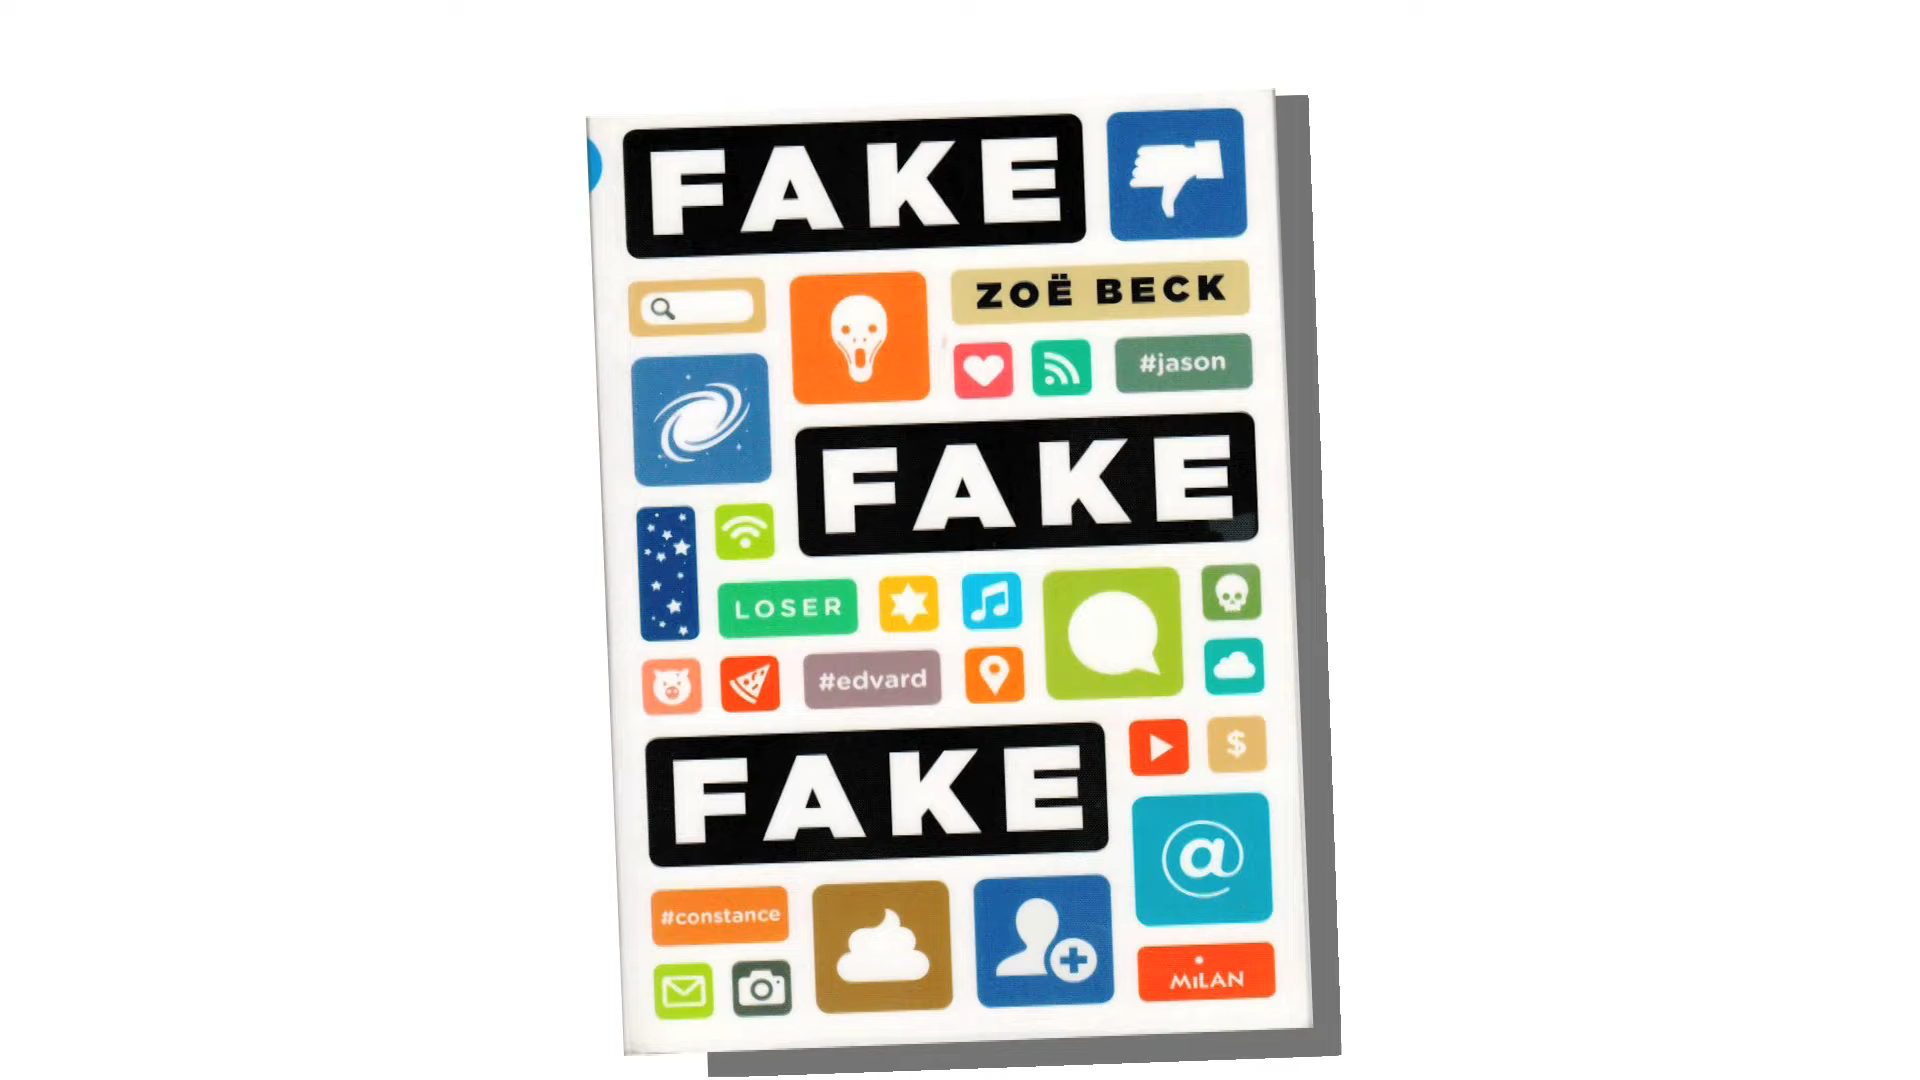 FAKE
ZOË BECK
#jason
FAKE
LOSER
#edvard
FAKE
$
@
#constance
MiLAN